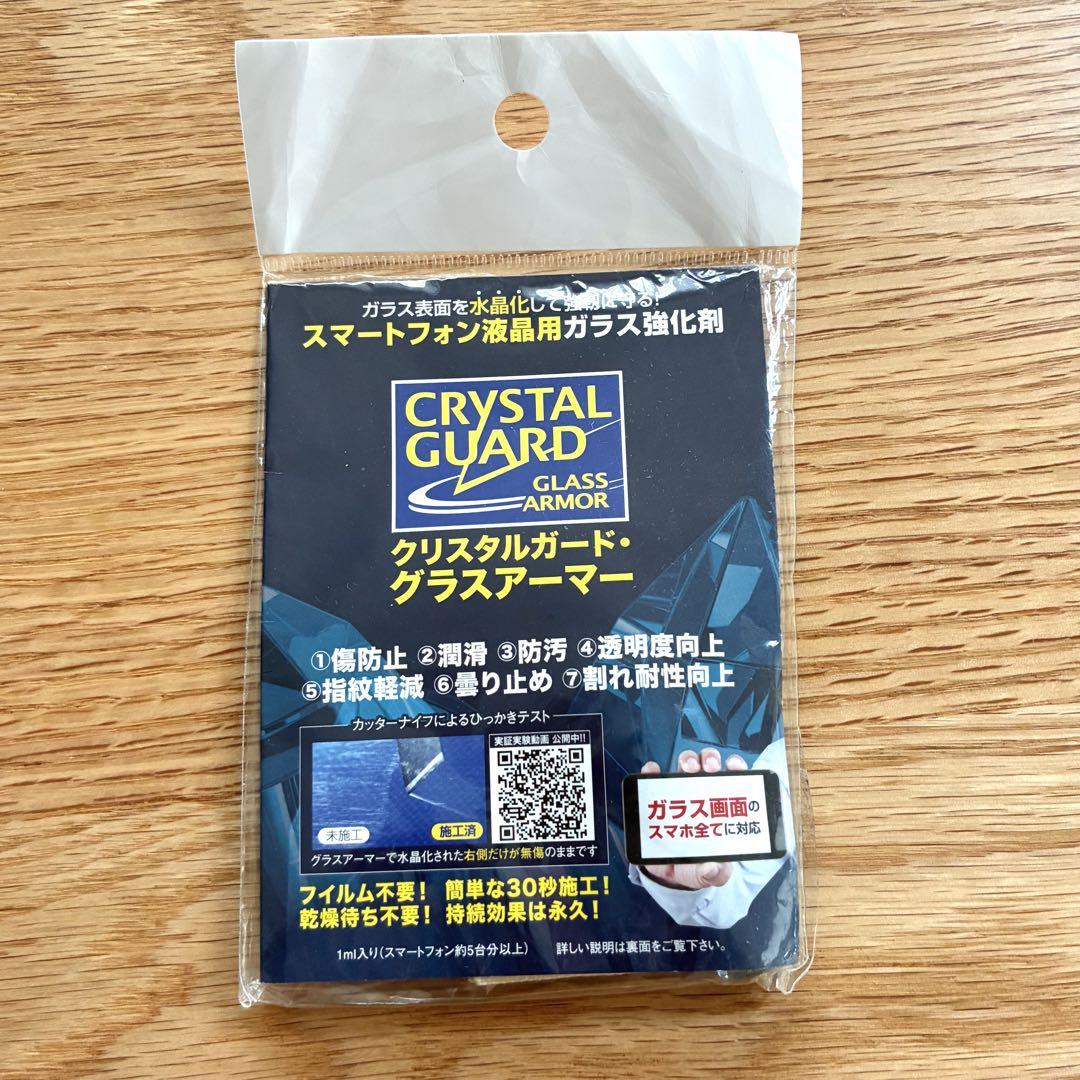 ガラス表面を水晶化して強靭に守る!
スマートフォン液晶用ガラス強化剤
CRYSTAL
GUARD
GLASS
ARMOR
クリスタルガード・
グラスアーマー
①傷防止 ②潤滑 ③防汚 ④透明度向上
⑤指紋軽減 ⑥曇り止め ⑦割れ耐性向上
カッターナイフによるひっかきテスト
実証実験動画 公開中!!
未施工
施工済
グラスアーマーで水晶化された右側だけが無傷のままです
ガラス画面の
スマホ全てに対応
フイルム不要! 簡単な30秒施工!
乾燥待ち不要! 持続効果は永久!
1ml入り(スマートフォン約5台分以上) 詳しい説明は裏面をご覧下さい。